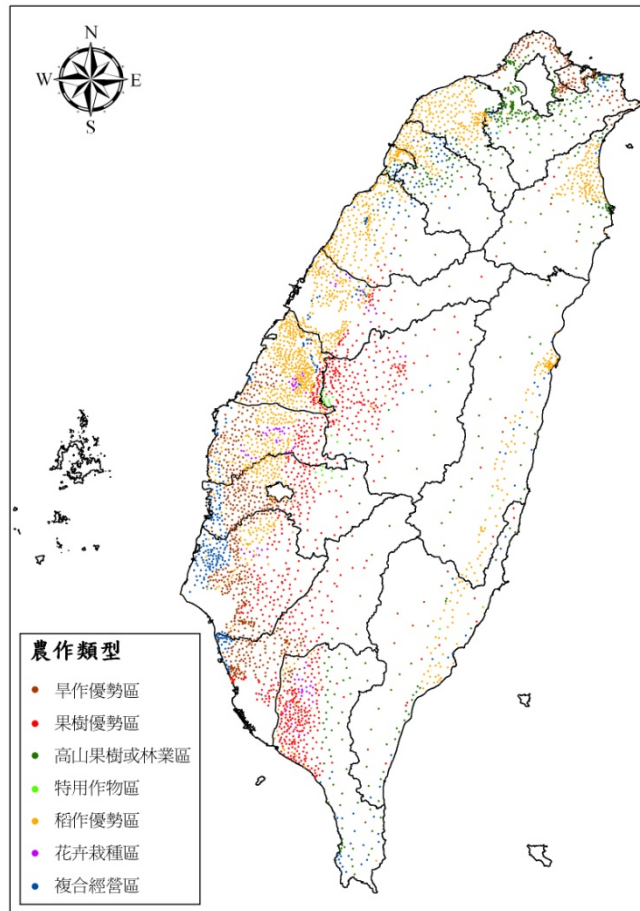 N
W
E
S
農作類型
旱作優勢區
果樹優勢區
高山果樹或林業區
特用作物區
稻作優勢區
花卉栽種區
複合經營區